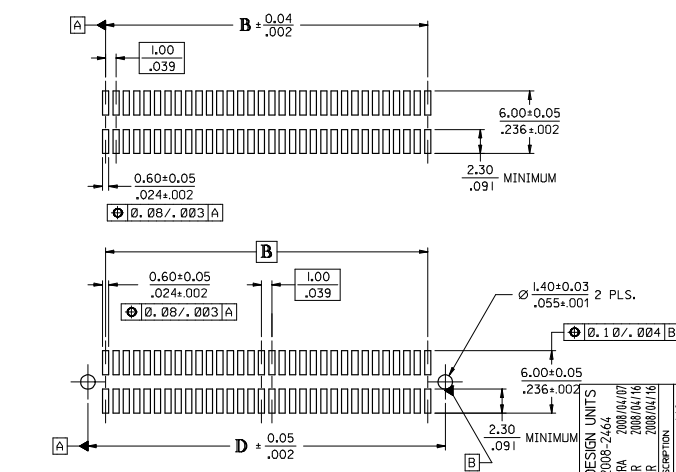 A
B ± 0.04
.002
1.00
.039
6.00±0.05
.236±.002
2.30
.091 MINIMUM
0.60±0.05
.024±.002
0.08/.003 A
B
0.60±0.05
.024±.002
1.00
.039
0.08/.003 A
Ø 1.40±0.03
.055±.001 2 PLS.
0.10/.004 B
6.00±0.05
.236±.002
2.30
.091 MINIMUM
A
D ± 0.05
.002
B
DESIGN UNITS
2008-2464
RA 2008/04/07
R 2008/04/16
R 2008/04/16